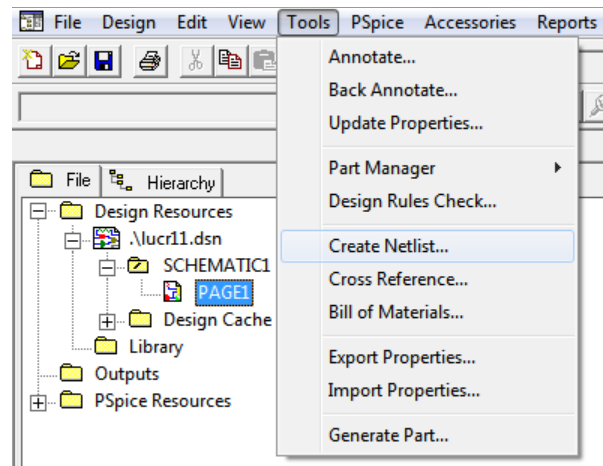 File Design Edit View Tools PSpice Accessories Reports
Annotate...
Back Annotate...
Update Properties...
Part Manager
Design Rules Check...
Create Netlist...
Cross Reference...
Bill of Materials...
Export Properties...
Import Properties...
Generate Part...
File Hierarchy
Design Resources
.\lucr11.dsn
SCHEMATIC1
PAGE1
Design Cache
Library
Outputs
PSpice Resources